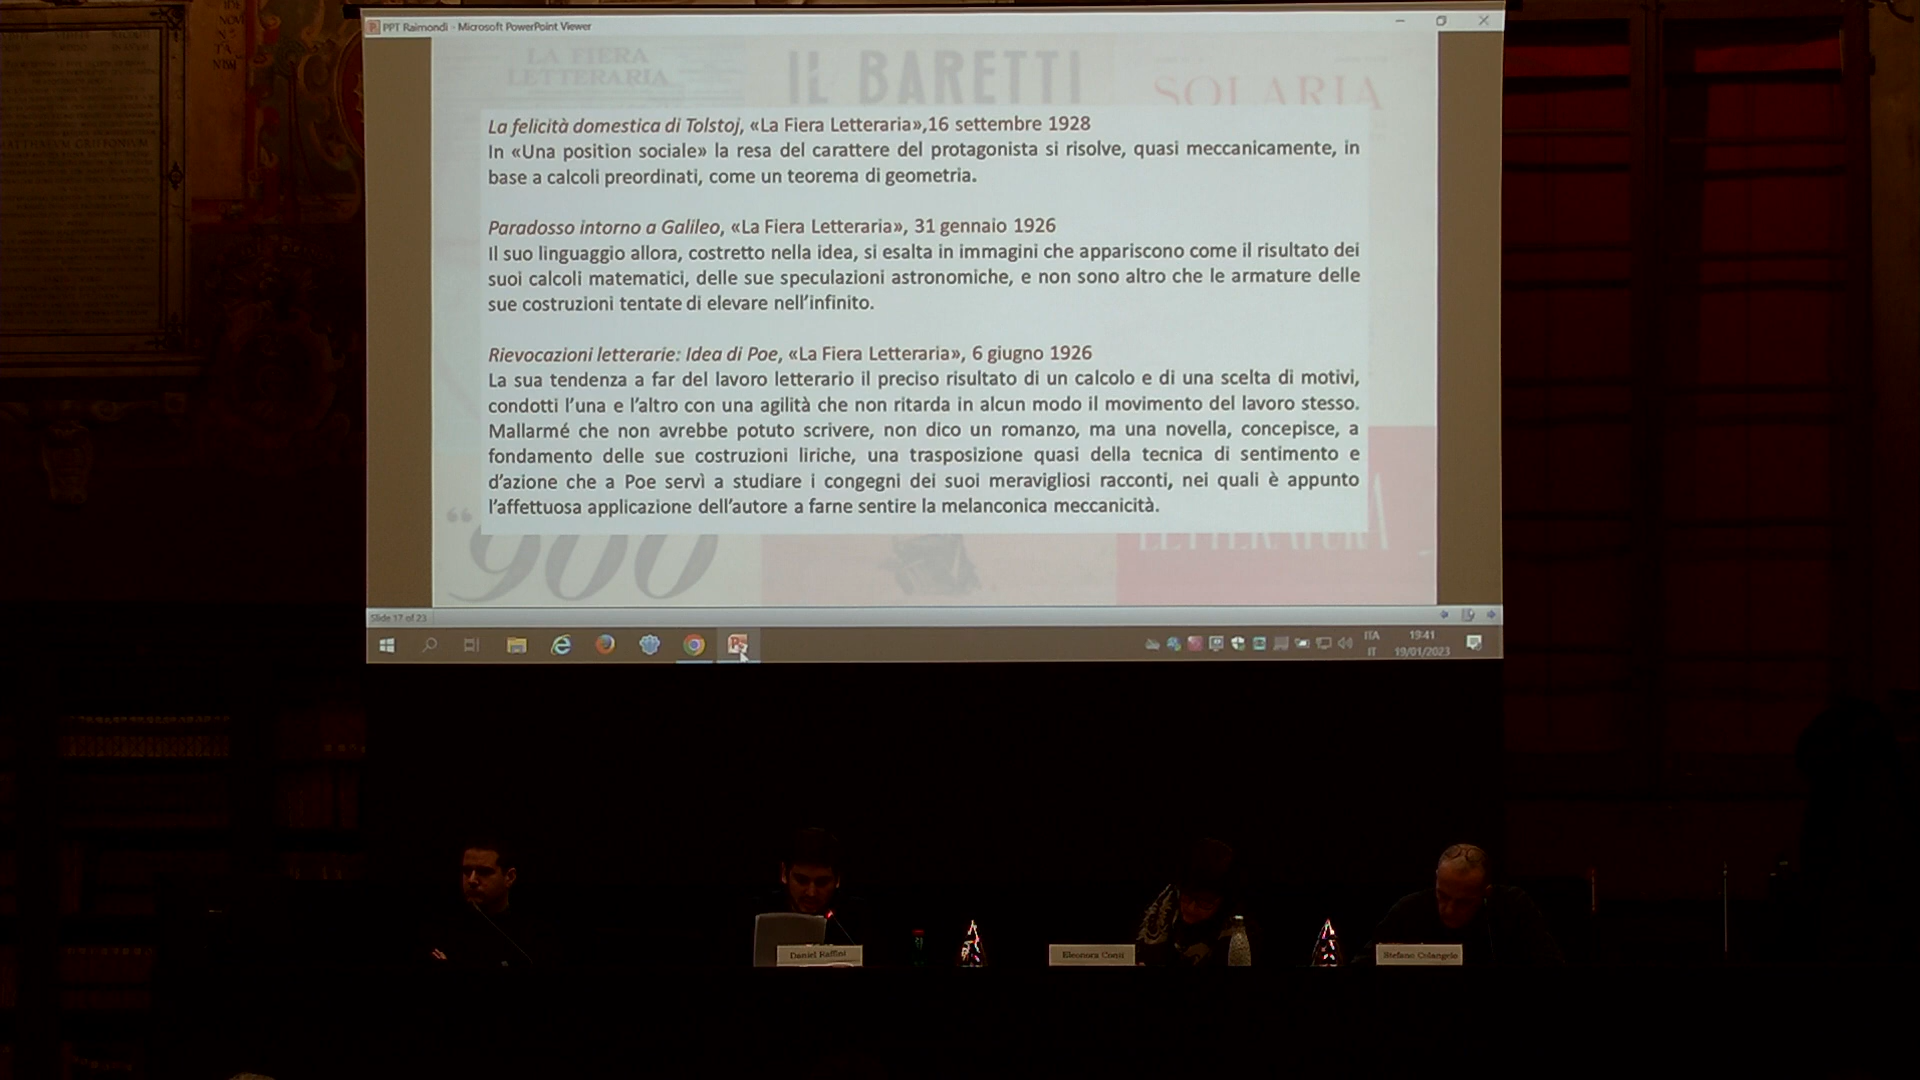 PPT Raimondi - Microsoft PowerPoint Viewer
LA FIERA
LETTERARIA
IL BARETTI
SOLARIA
La felicità domestica di Tolstoj, «La Fiera Letteraria»,16 settembre 1928
In «Una position sociale» la resa del carattere del protagonista si risolve, quasi meccanicamente, in
base a calcoli preordinati, come un teorema di geometria.
Paradosso intorno a Galileo, «La Fiera Letteraria», 31 gennaio 1926
Il suo linguaggio allora, costretto nella idea, si esalta in immagini che appariscono come il risultato dei
suoi calcoli matematici, delle sue speculazioni astronomiche, e non sono altro che le armature delle
sue costruzioni tentate di elevare nell'infinito.
Rievocazioni letterarie: Idea di Poe, «La Fiera Letteraria», 6 giugno 1926
La sua tendenza a far del lavoro letterario il preciso risultato di un calcolo e di una scelta di motivi,
condotti l'una e l'altro con una agilità che non ritarda in alcun modo il movimento del lavoro stesso.
Mallarmé che non avrebbe potuto scrivere, non dico un romanzo, ma una novella, concepisce, a
fondamento delle sue costruzioni liriche, una trasposizione quasi della tecnica di sentimento e
d'azione che a Poe servì a studiare i congegni dei suoi meravigliosi racconti, nei quali è appunto
l'affettuosa applicazione dell'autore a farne sentire la melanconica meccanicità.
“900
LETTERATURA
Slide 17 of 23
ITA
IT
19:41
19/01/2023
Daniel Raffini
Eleonora Conti
Stefano Colangelo